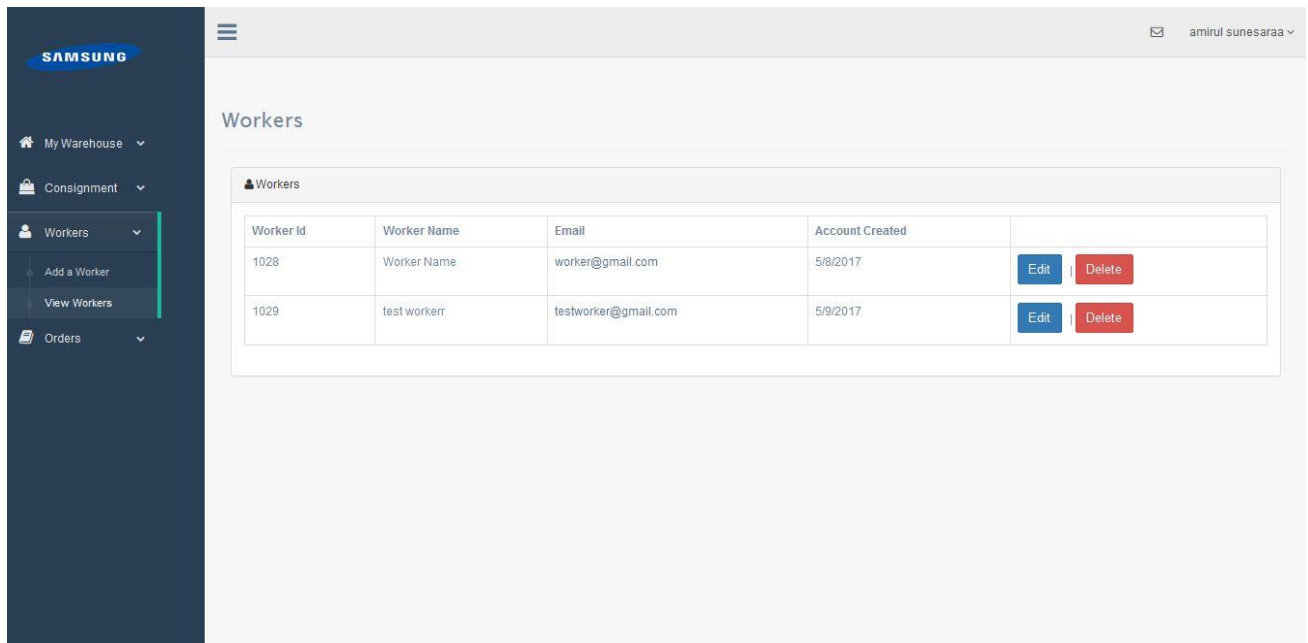 SAMSUNG
amirul sunesaraa
My Warehouse
Consignment
Workers
Add a Worker
View Workers
Orders
Workers
Workers
Worker Id Worker Name Email Account Created
1028 Worker Name worker@gmail.com 5/8/2017 Edit | Delete
1029 test workerr testworker@gmail.com 5/9/2017 Edit | Delete